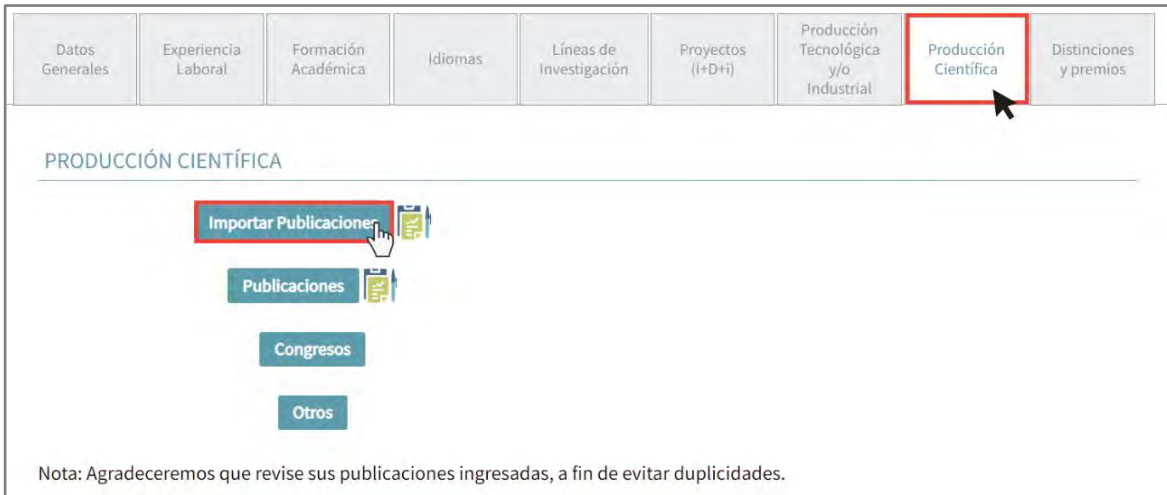 Datos
Generales
Experiencia
Laboral
Formación
Académica
Idiomas
Líneas de
Investigación
Proyectos
(I+D+i)
Producción
Tecnológica
y/o
Industrial
Producción
Científica
Distinciones
y premios
PRODUCCIÓN CIENTÍFICA
Importar Publicaciones
Publicaciones
Congresos
Otros
Nota: Agradeceremos que revise sus publicaciones ingresadas, a fin de evitar duplicidades.